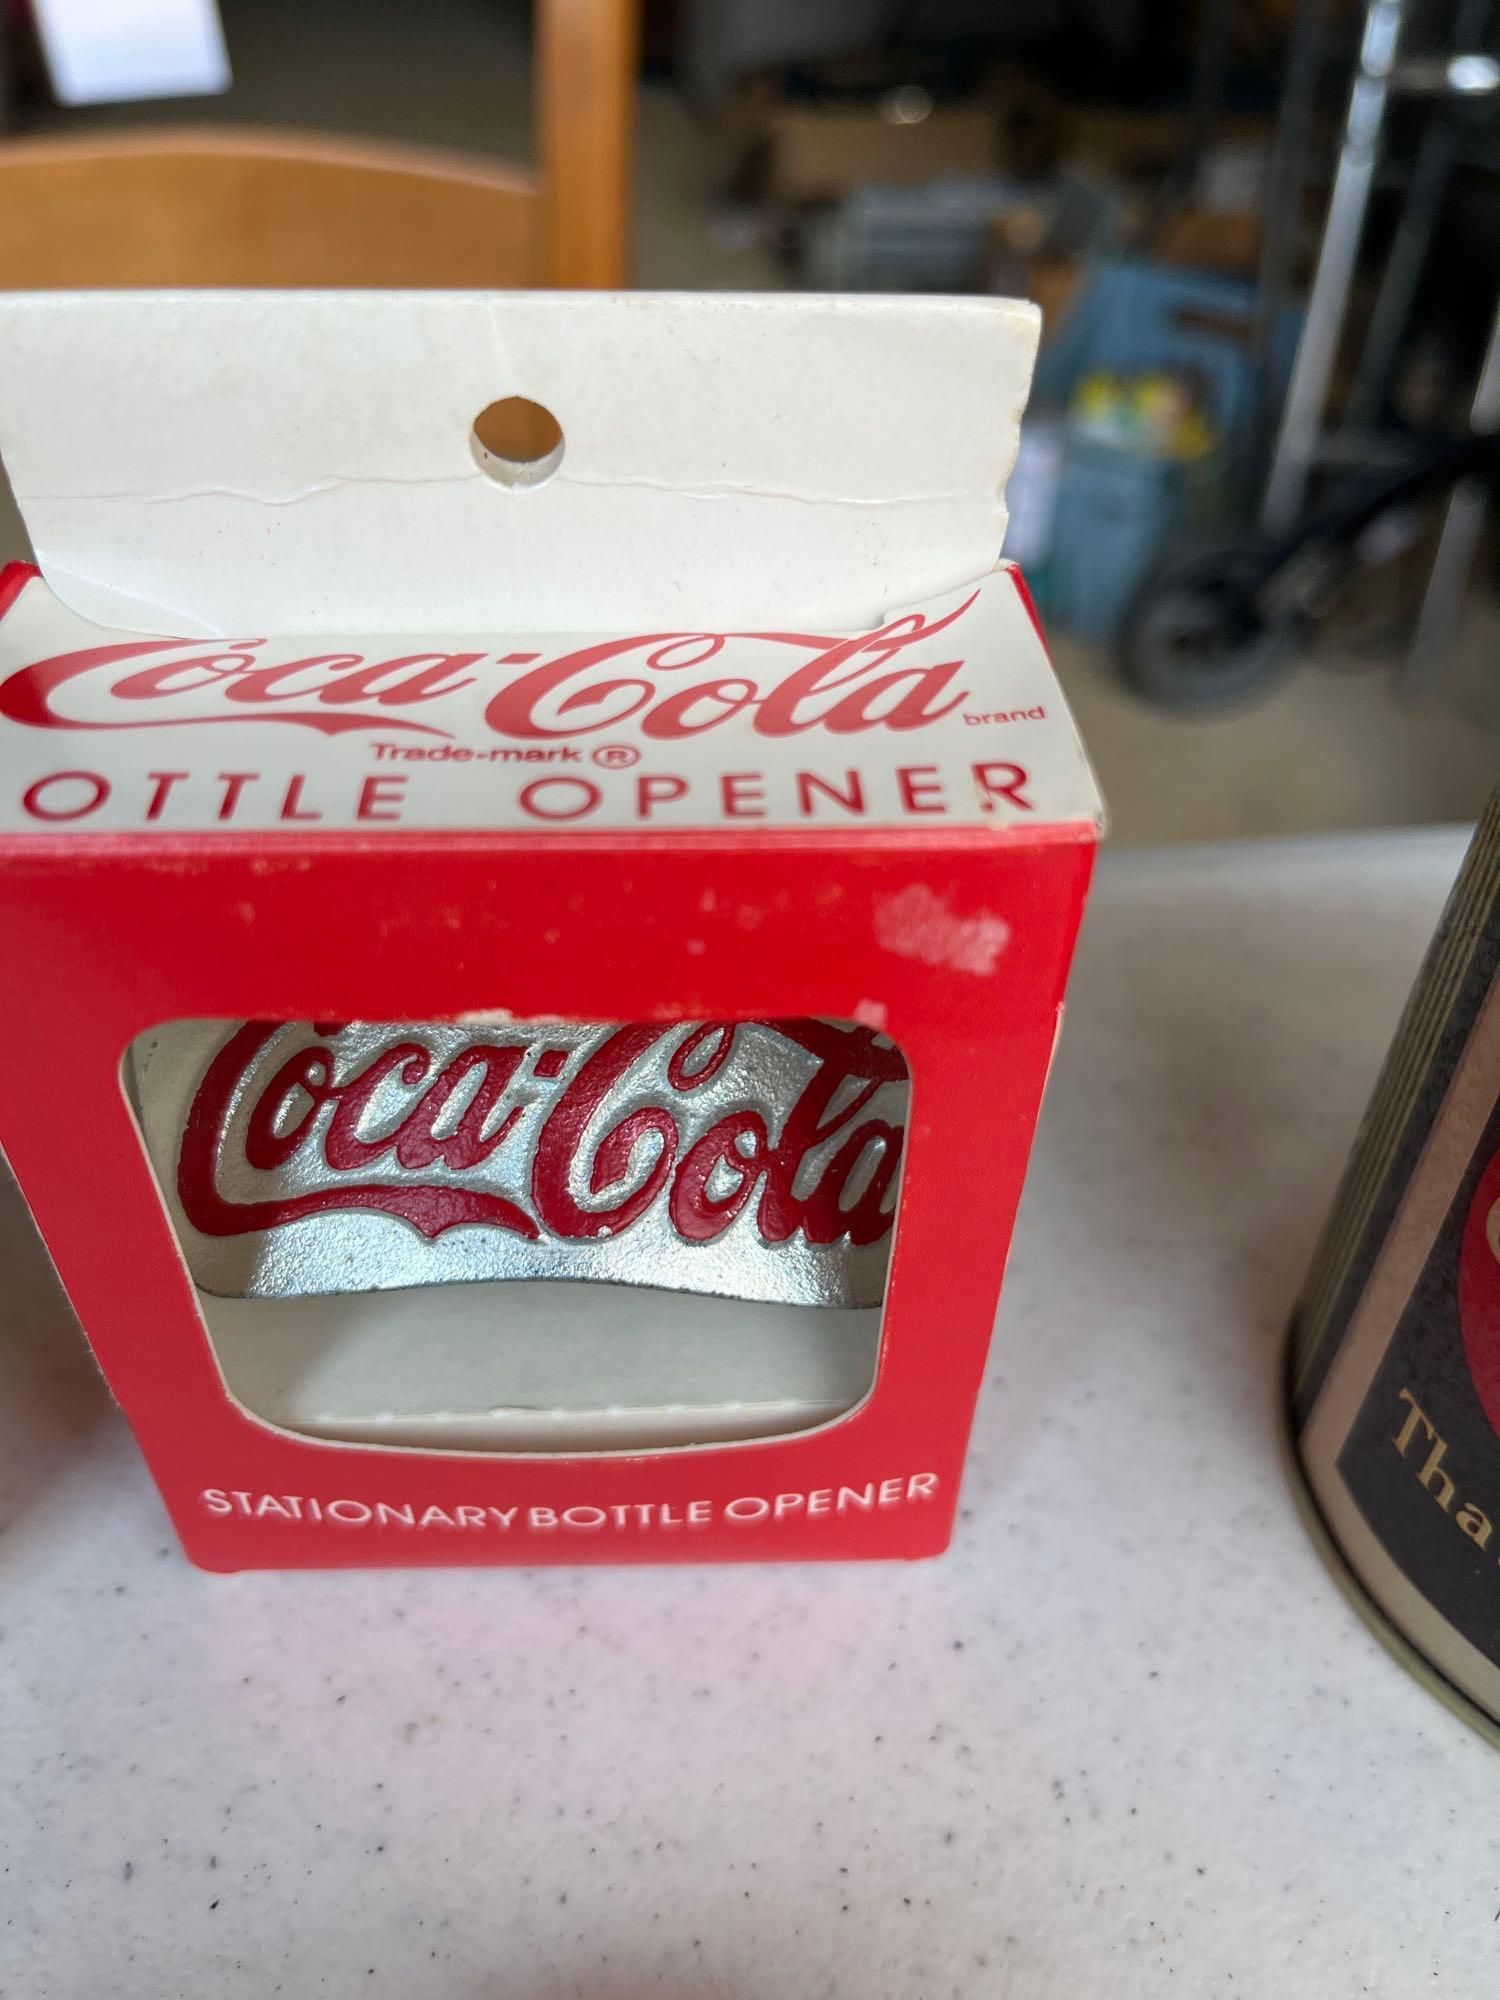 Coca-Cola brand
Trade-mark ®
OTTLE OPENER
Coca-Cola
STATIONARY BOTTLE OPENER
Tha